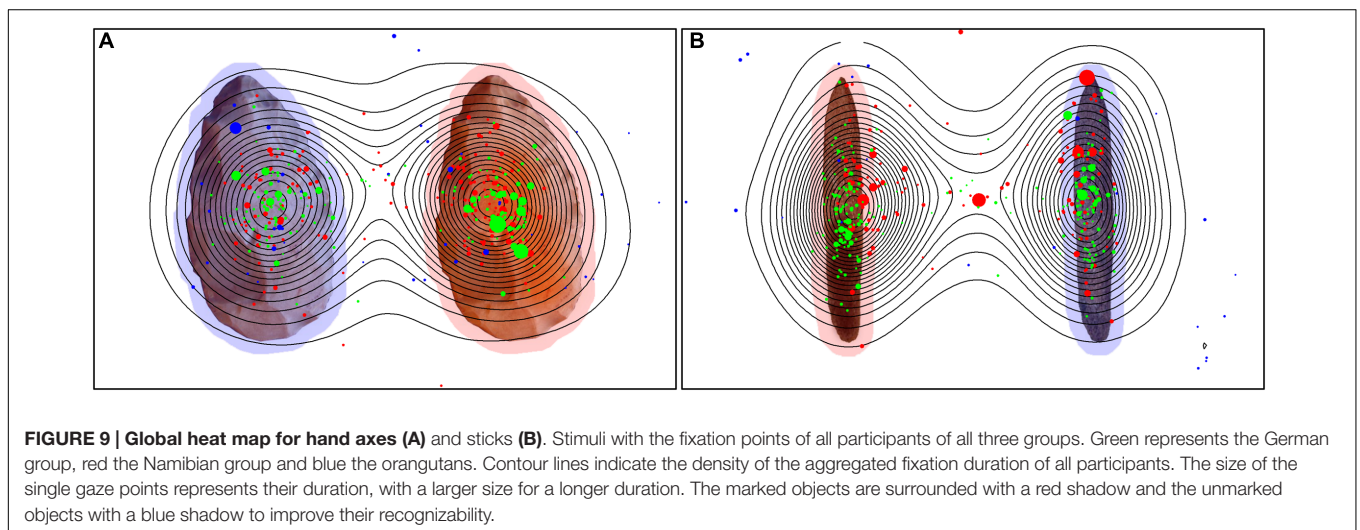 A
B
FIGURE 9 | Global heat map for hand axes (A) and sticks (B). Stimuli with the fixation points of all participants of all three groups. Green represents the German
group, red the Namibian group and blue the orangutans. Contour lines indicate the density of the aggregated fixation duration of all participants. The size of the
single gaze points represents their duration, with a larger size for a longer duration. The marked objects are surrounded with a red shadow and the unmarked
objects with a blue shadow to improve their recognizability.